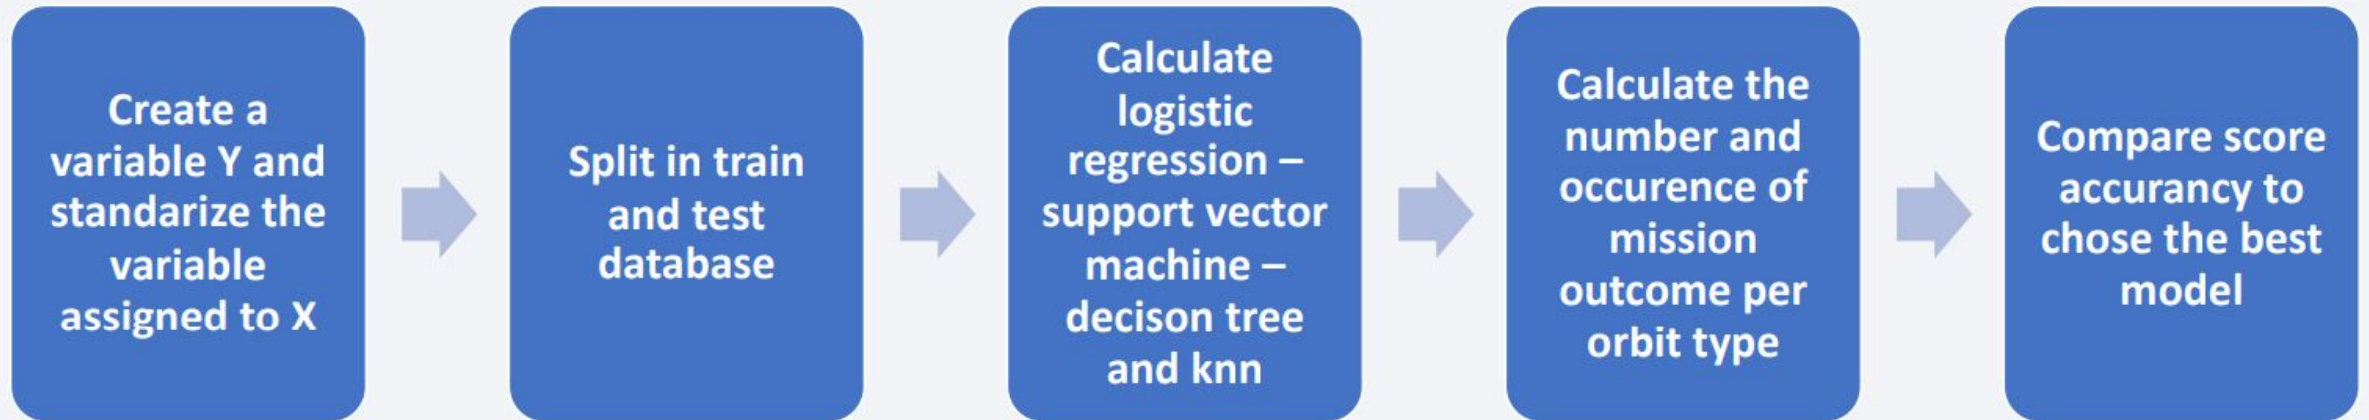 Create a
variable Y and
standarize the
variable
assigned to X
Split in train
and test
database
Calculate
logistic
regression –
support vector
machine –
decison tree
and knn
Calculate the
number and
occurence of
mission
outcome per
orbit type
Compare score
accurancy to
chose the best
model